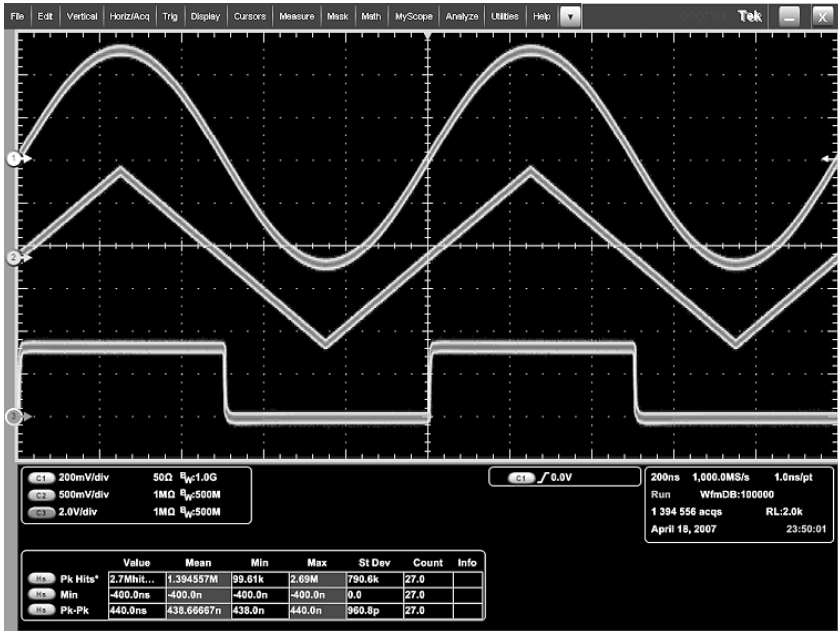 File Edit Vertical Horiz/Acq Trig Display Cursors Measure Mask Math MyScope Analyze Utilities Help Tek X
1
2
3
C1 200mV/div 50Ω BW:1.0G
C2 500mV/div 1MΩ BW:500M
C3 2.0V/div 1MΩ BW:500M
C1 0.0V
200ns 1,000.0MS/s 1.0ns/pt
Run WfmDB:100000
1 394 556 acqs RL:2.0k
April 18, 2007 23:50:01
Value Mean Min Max St Dev Count Info
Hs Pk Hits* 2.7Mhit... 1.394557M 99.61k 2.69M 790.6k 27.0
Hs Min -400.0ns -400.0n -400.0n -400.0n 0.0 27.0
Hs Pk-Pk 440.0ns 438.66667n 438.0n 440.0n 960.8p 27.0